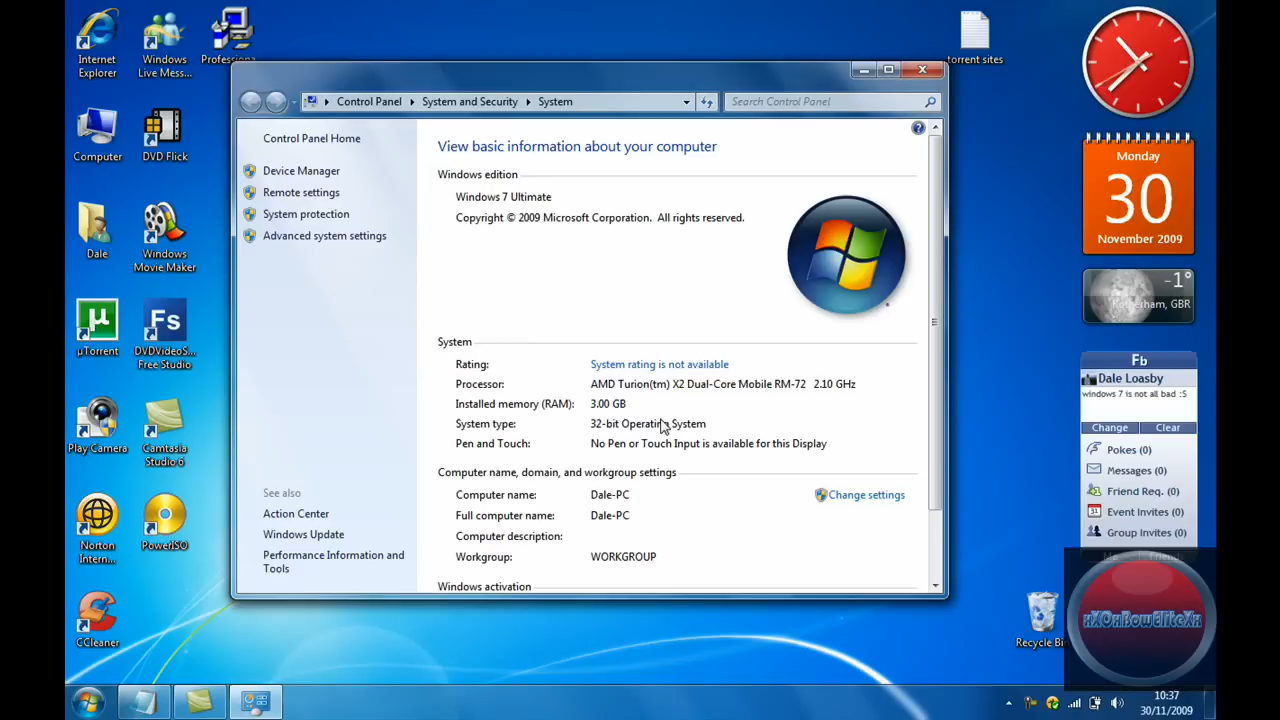 Internet
Explorer
Windows
Live Mess...
Professiona
torrent sites
Computer
DVD Flick
Dale
Windows
Movie Maker
µ
µTorrent
Fs
DVDVideoS...
Free Studio
Play Camera
Camtasia
Studio 6
Norton
Intern...
PowerISO
CCleaner
Control Panel
System and Security
System
Search Control Panel
Control Panel Home
Device Manager
Remote settings
System protection
Advanced system settings
See also
Action Center
Windows Update
Performance Information and
Tools
View basic information about your computer
Windows edition
Windows 7 Ultimate
Copyright © 2009 Microsoft Corporation. All rights reserved.
System
Rating: System rating is not available
Processor: AMD Turion(tm) X2 Dual-Core Mobile RM-72 2.10 GHz
Installed memory (RAM): 3.00 GB
System type: 32-bit Operating System
Pen and Touch: No Pen or Touch Input is available for this Display
Computer name, domain, and workgroup settings
Computer name: Dale-PC
Change settings
Full computer name: Dale-PC
Computer description:
Workgroup: WORKGROUP
Windows activation
Monday
30
November 2009
-1°
Rotherham, GBR
Fb
Dale Loasby
windows 7 is not all bad :S
Change Clear
Pokes (0)
Messages (0)
Friend Req. (0)
Event Invites (0)
Group Invites (0)
Recycle Bin
xXOxBowEliteXx
10:37
30/11/2009